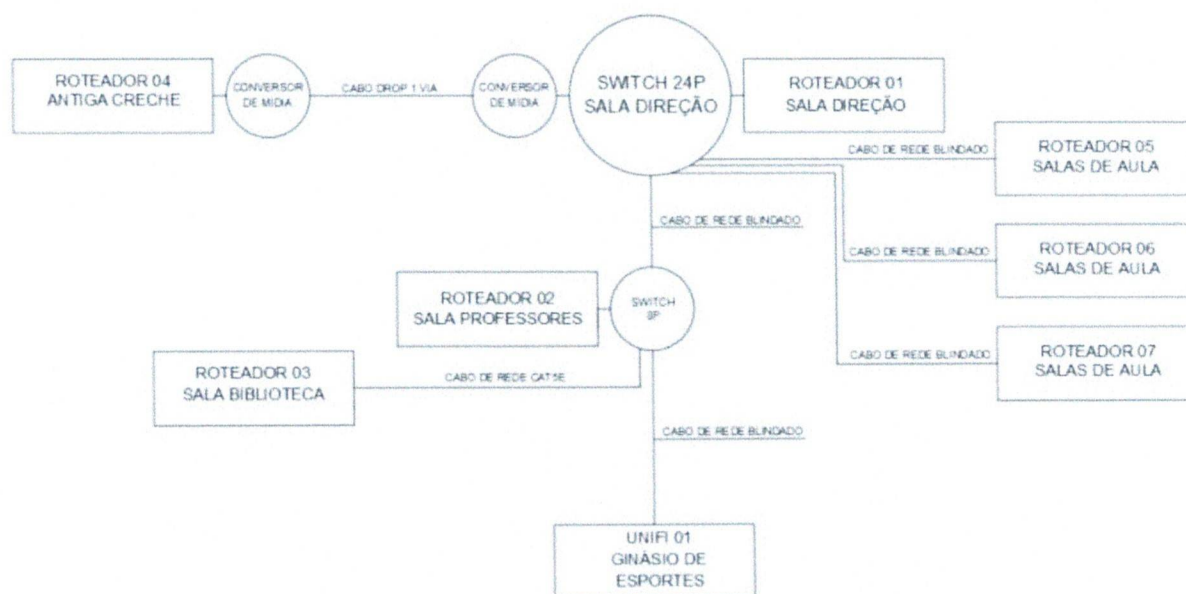 ROTEADOR 04
ANTIGA CRECHE
CONVERSOR
DE MIDIA
CABO DROP 1 VIA
CONVERSOR
DE MIDIA
SWITCH 24P
SALA DIREÇÃO
ROTEADOR 01
SALA DIREÇÃO
CABO DE REDE BLINDADO
ROTEADOR 05
SALAS DE AULA
CABO DE REDE BLINDADO
CABO DE REDE BLINDADO
ROTEADOR 06
SALAS DE AULA
ROTEADOR 02
SALA PROFESSORES
SWITCH
8P
CABO DE REDE BLINDADO
ROTEADOR 07
SALAS DE AULA
ROTEADOR 03
SALA BIBLIOTECA
CABO DE REDE CAT5E
CABO DE REDE BLINDADO
UNIFI 01
GINÁSIO DE
ESPORTES